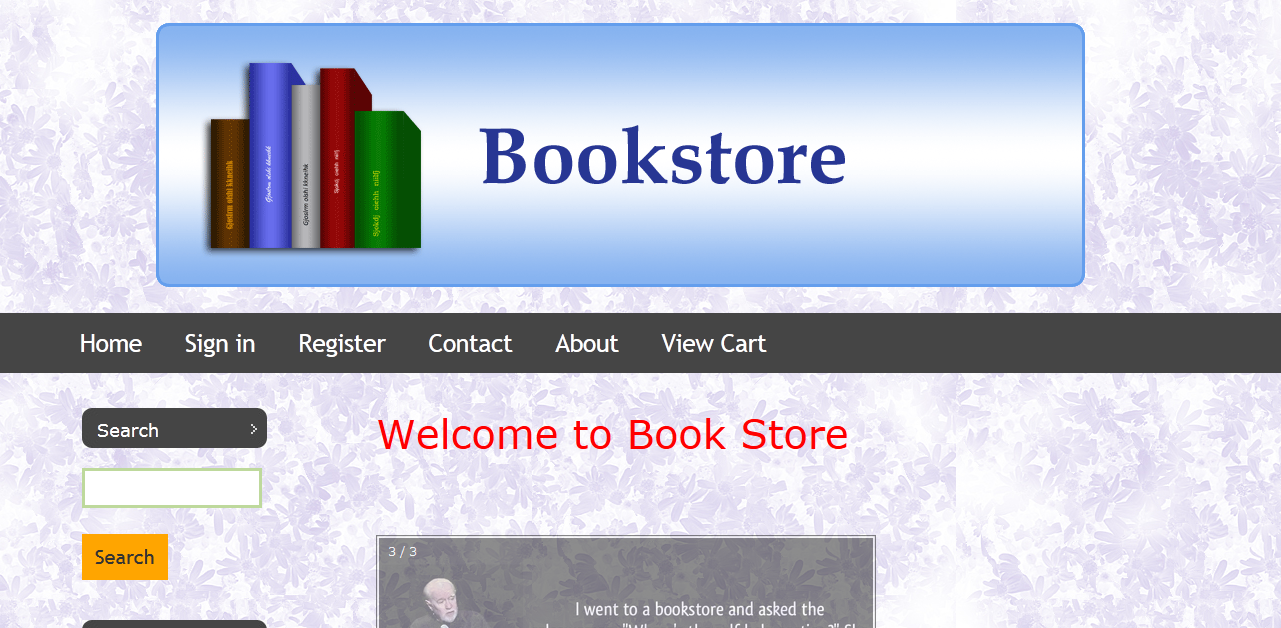 Bookstore
Home Sign in Register Contact About View Cart
Search
Welcome to Book Store
Search
3 / 3
I went to a bookstore and asked the